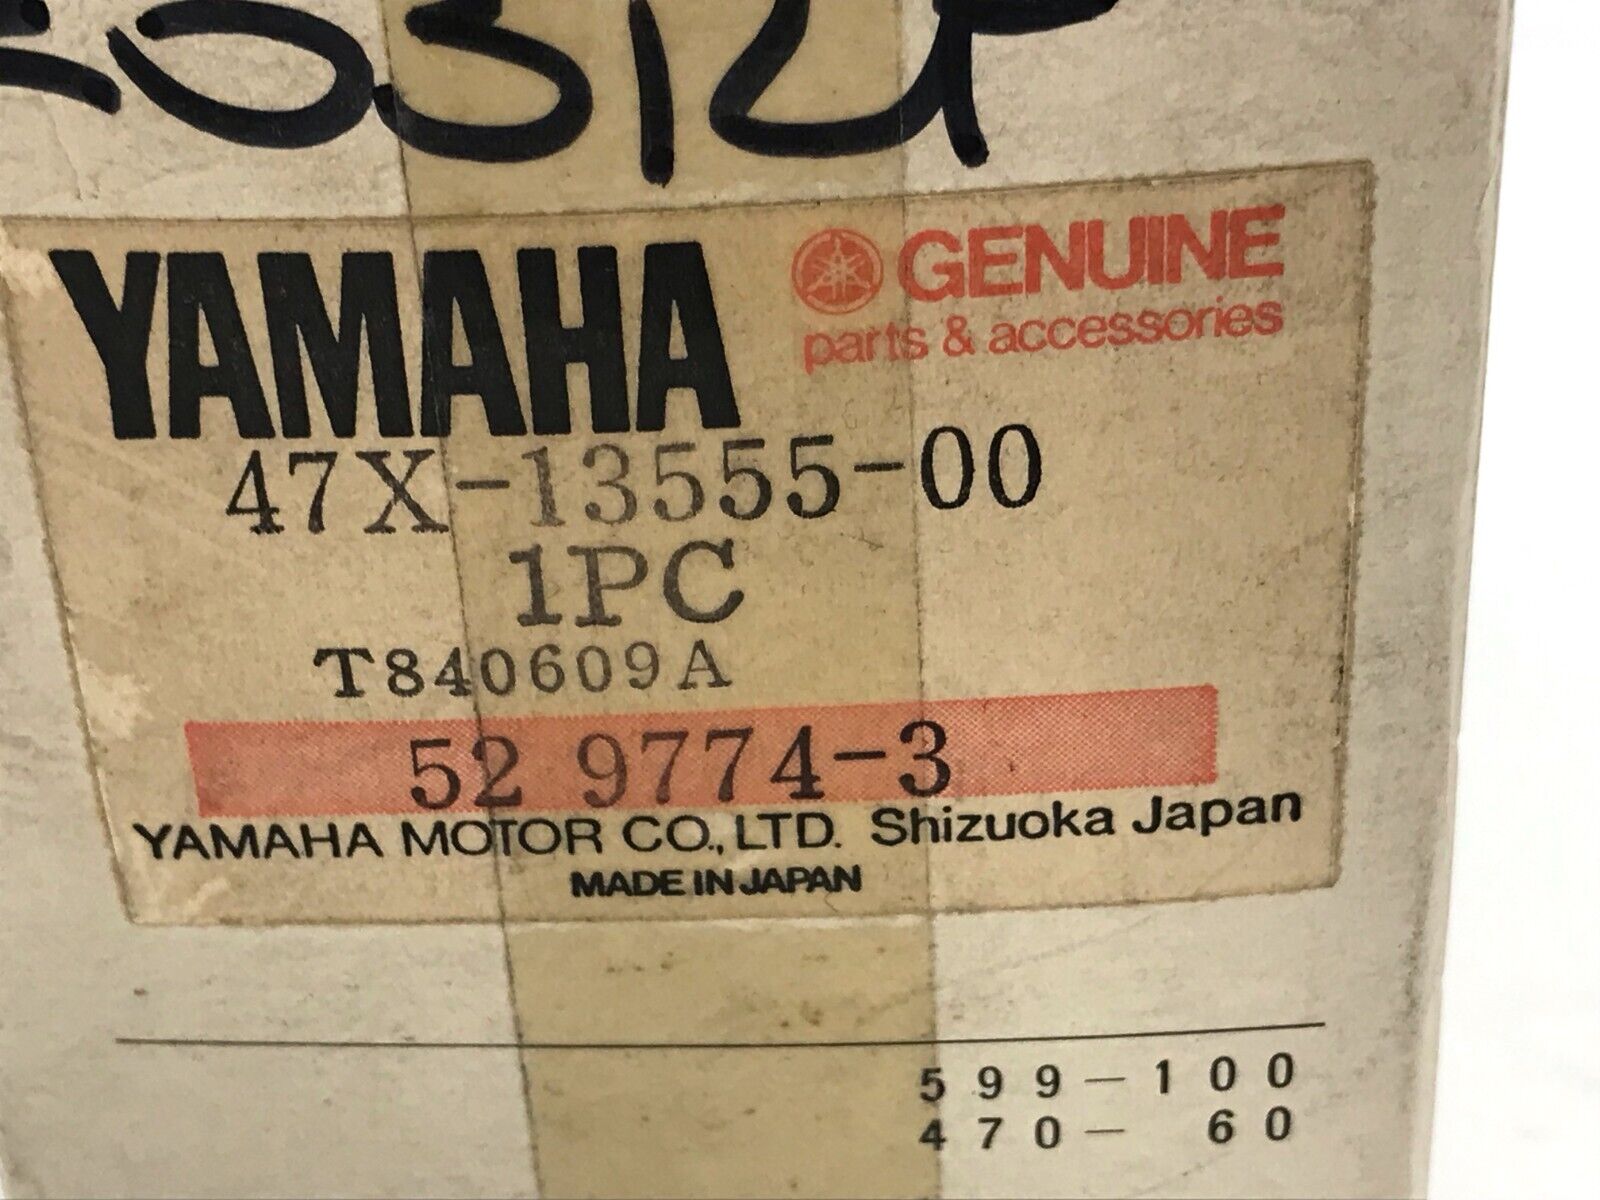 0312P
YAMAHA GENUINE
parts & accessories
47X-13555-00
1PC
T840609A
52 9774-3
YAMAHA MOTOR CO., LTD. Shizuoka Japan
MADE IN JAPAN
599-100
470- 60